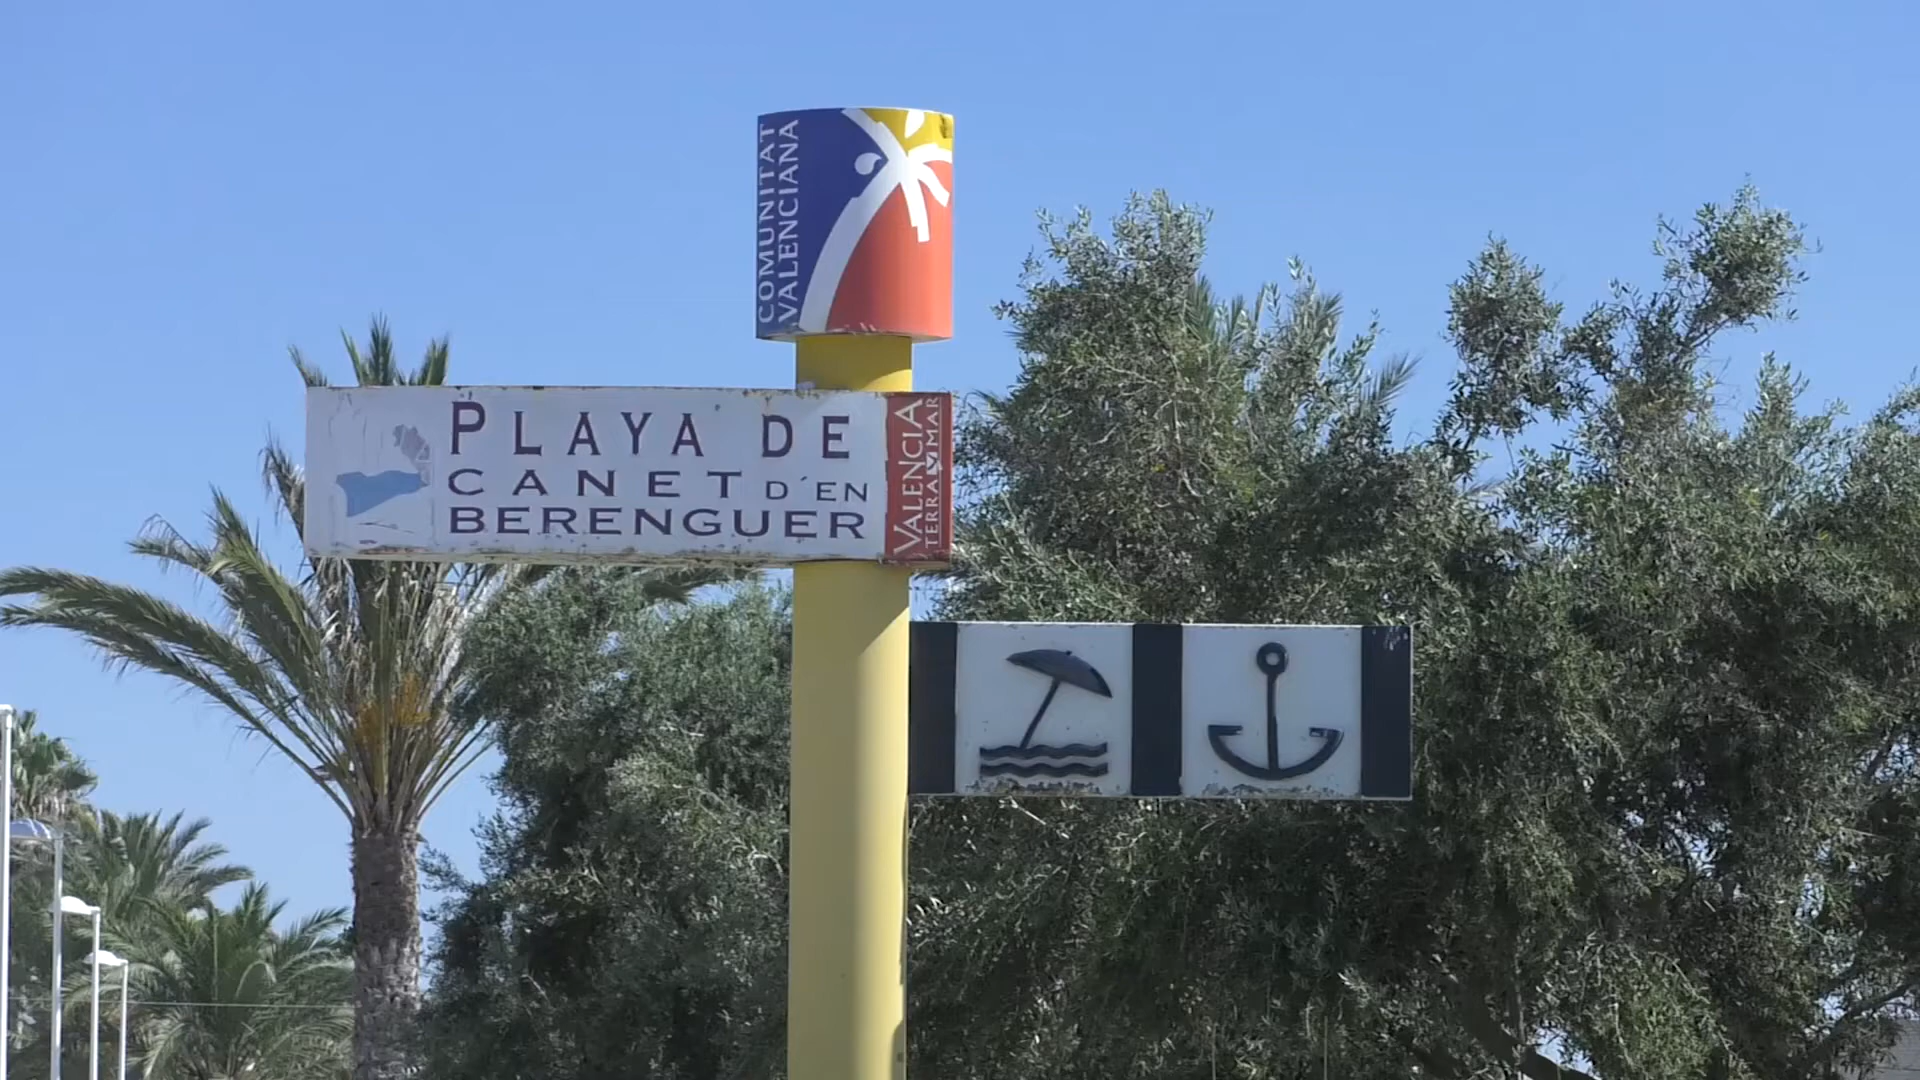 COMUNITAT
VALENCIANA
PLAYA DE
CANET D´EN
BERENGUER
VALENCIA
TERRA Y MAR